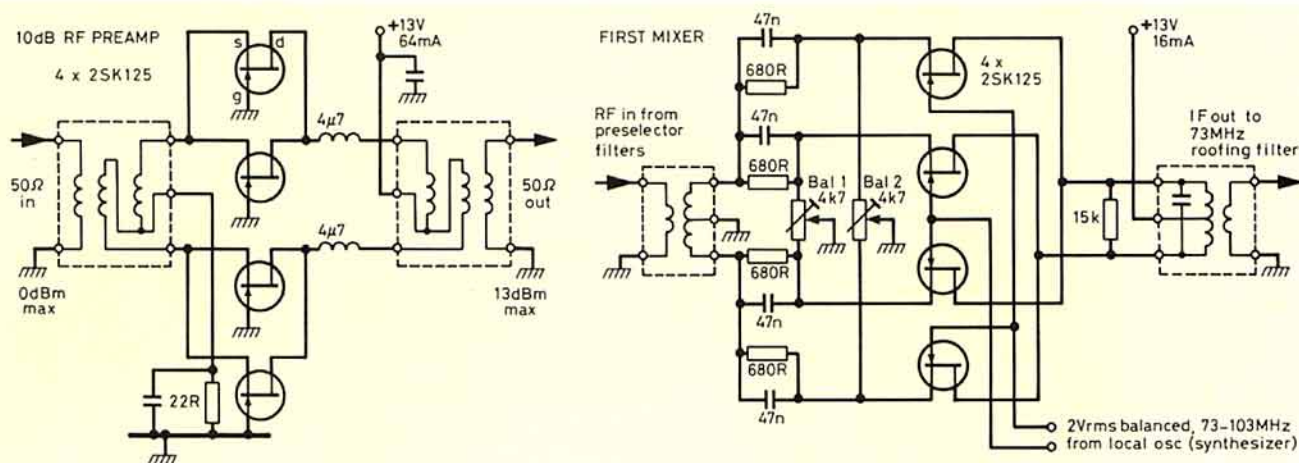 10dB RF PREAMP
4 x 2SK125
s
d
g
+13V
64mA
4µ7
50Ω
in
50Ω
out
4µ7
0dBm
max
13dBm
max
22R
FIRST MIXER
47n
4 x
2SK125
+13V
16mA
680R
RF in from
preselector
filters
47n
IF out to
73MHz
roofing filter
680R
Bal 1
4k7
Bal 2
4k7
15k
680R
47n
680R
47n
2Vrms balanced, 73-103MHz
from local osc (synthesizer)